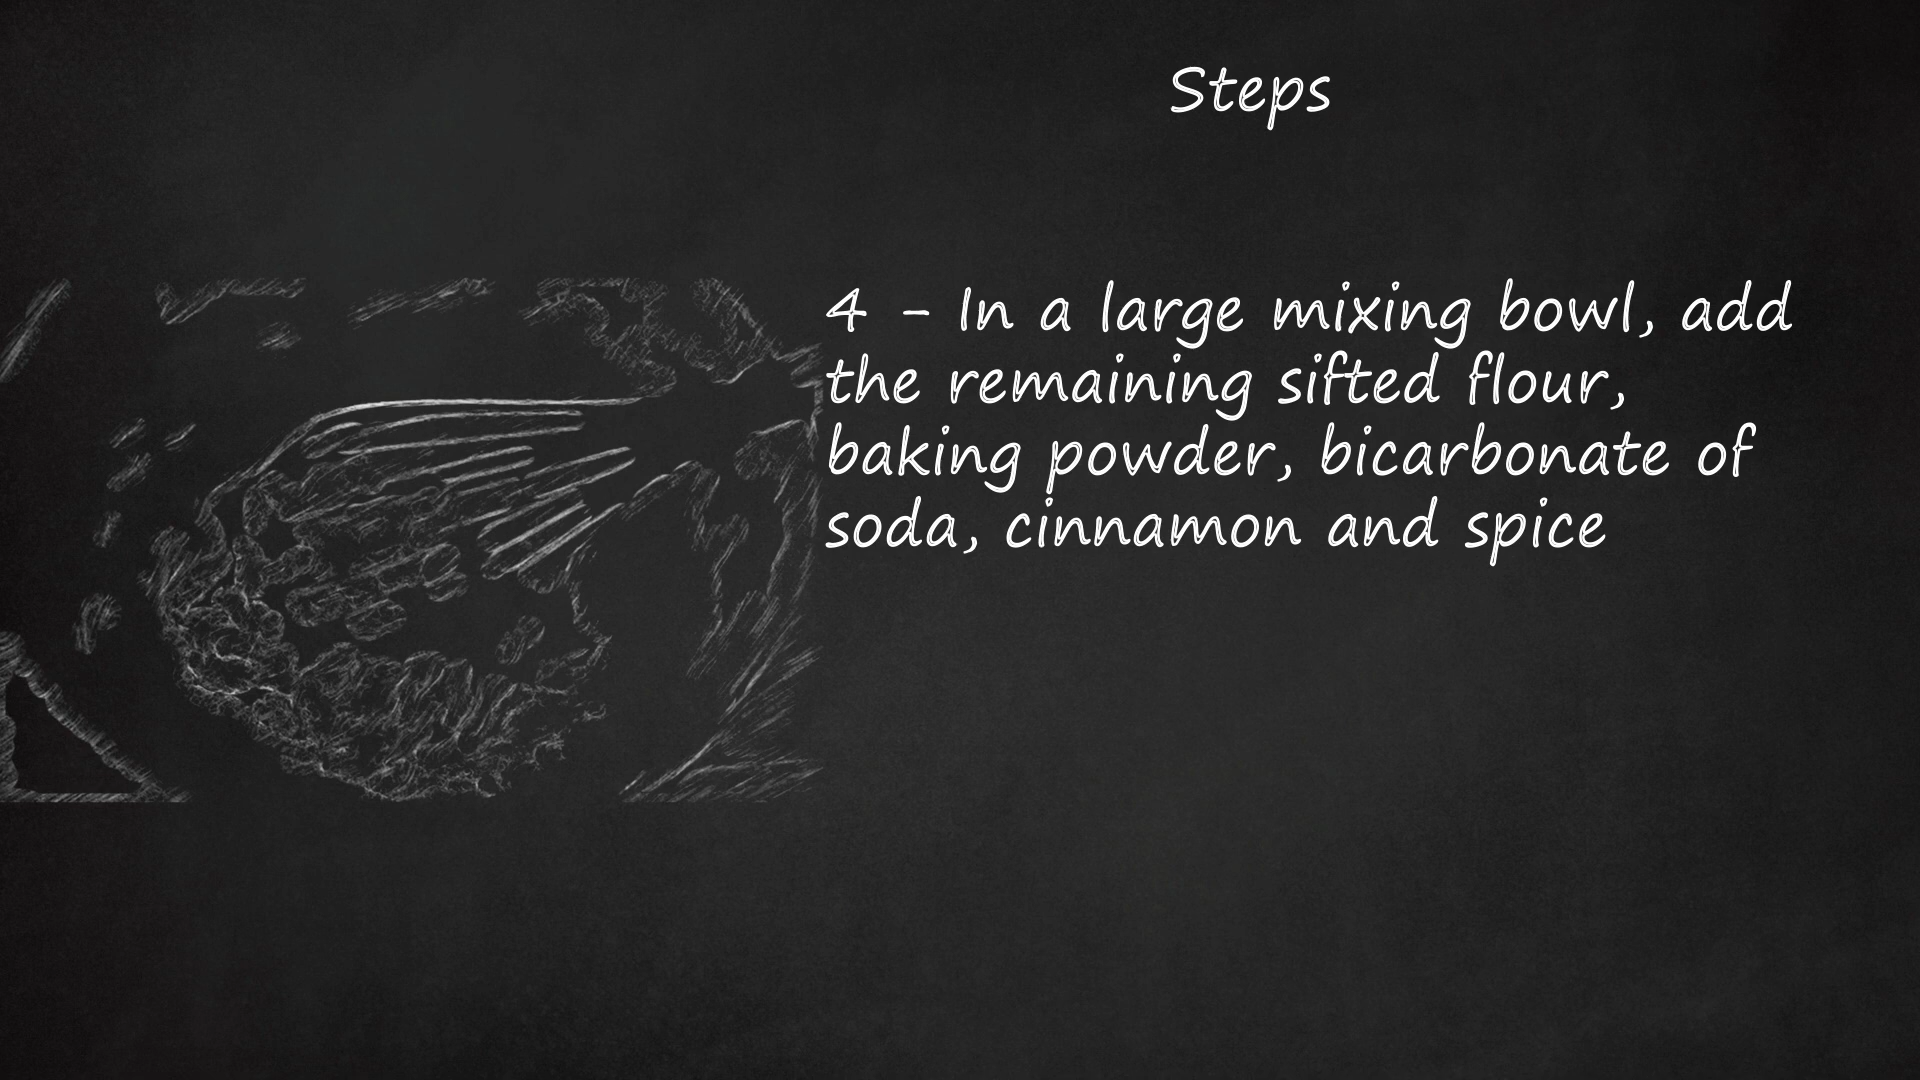 Steps
4 - In a large mixing bowl, add
the remaining sifted flour,
baking powder, bicarbonate of
soda, cinnamon and spice